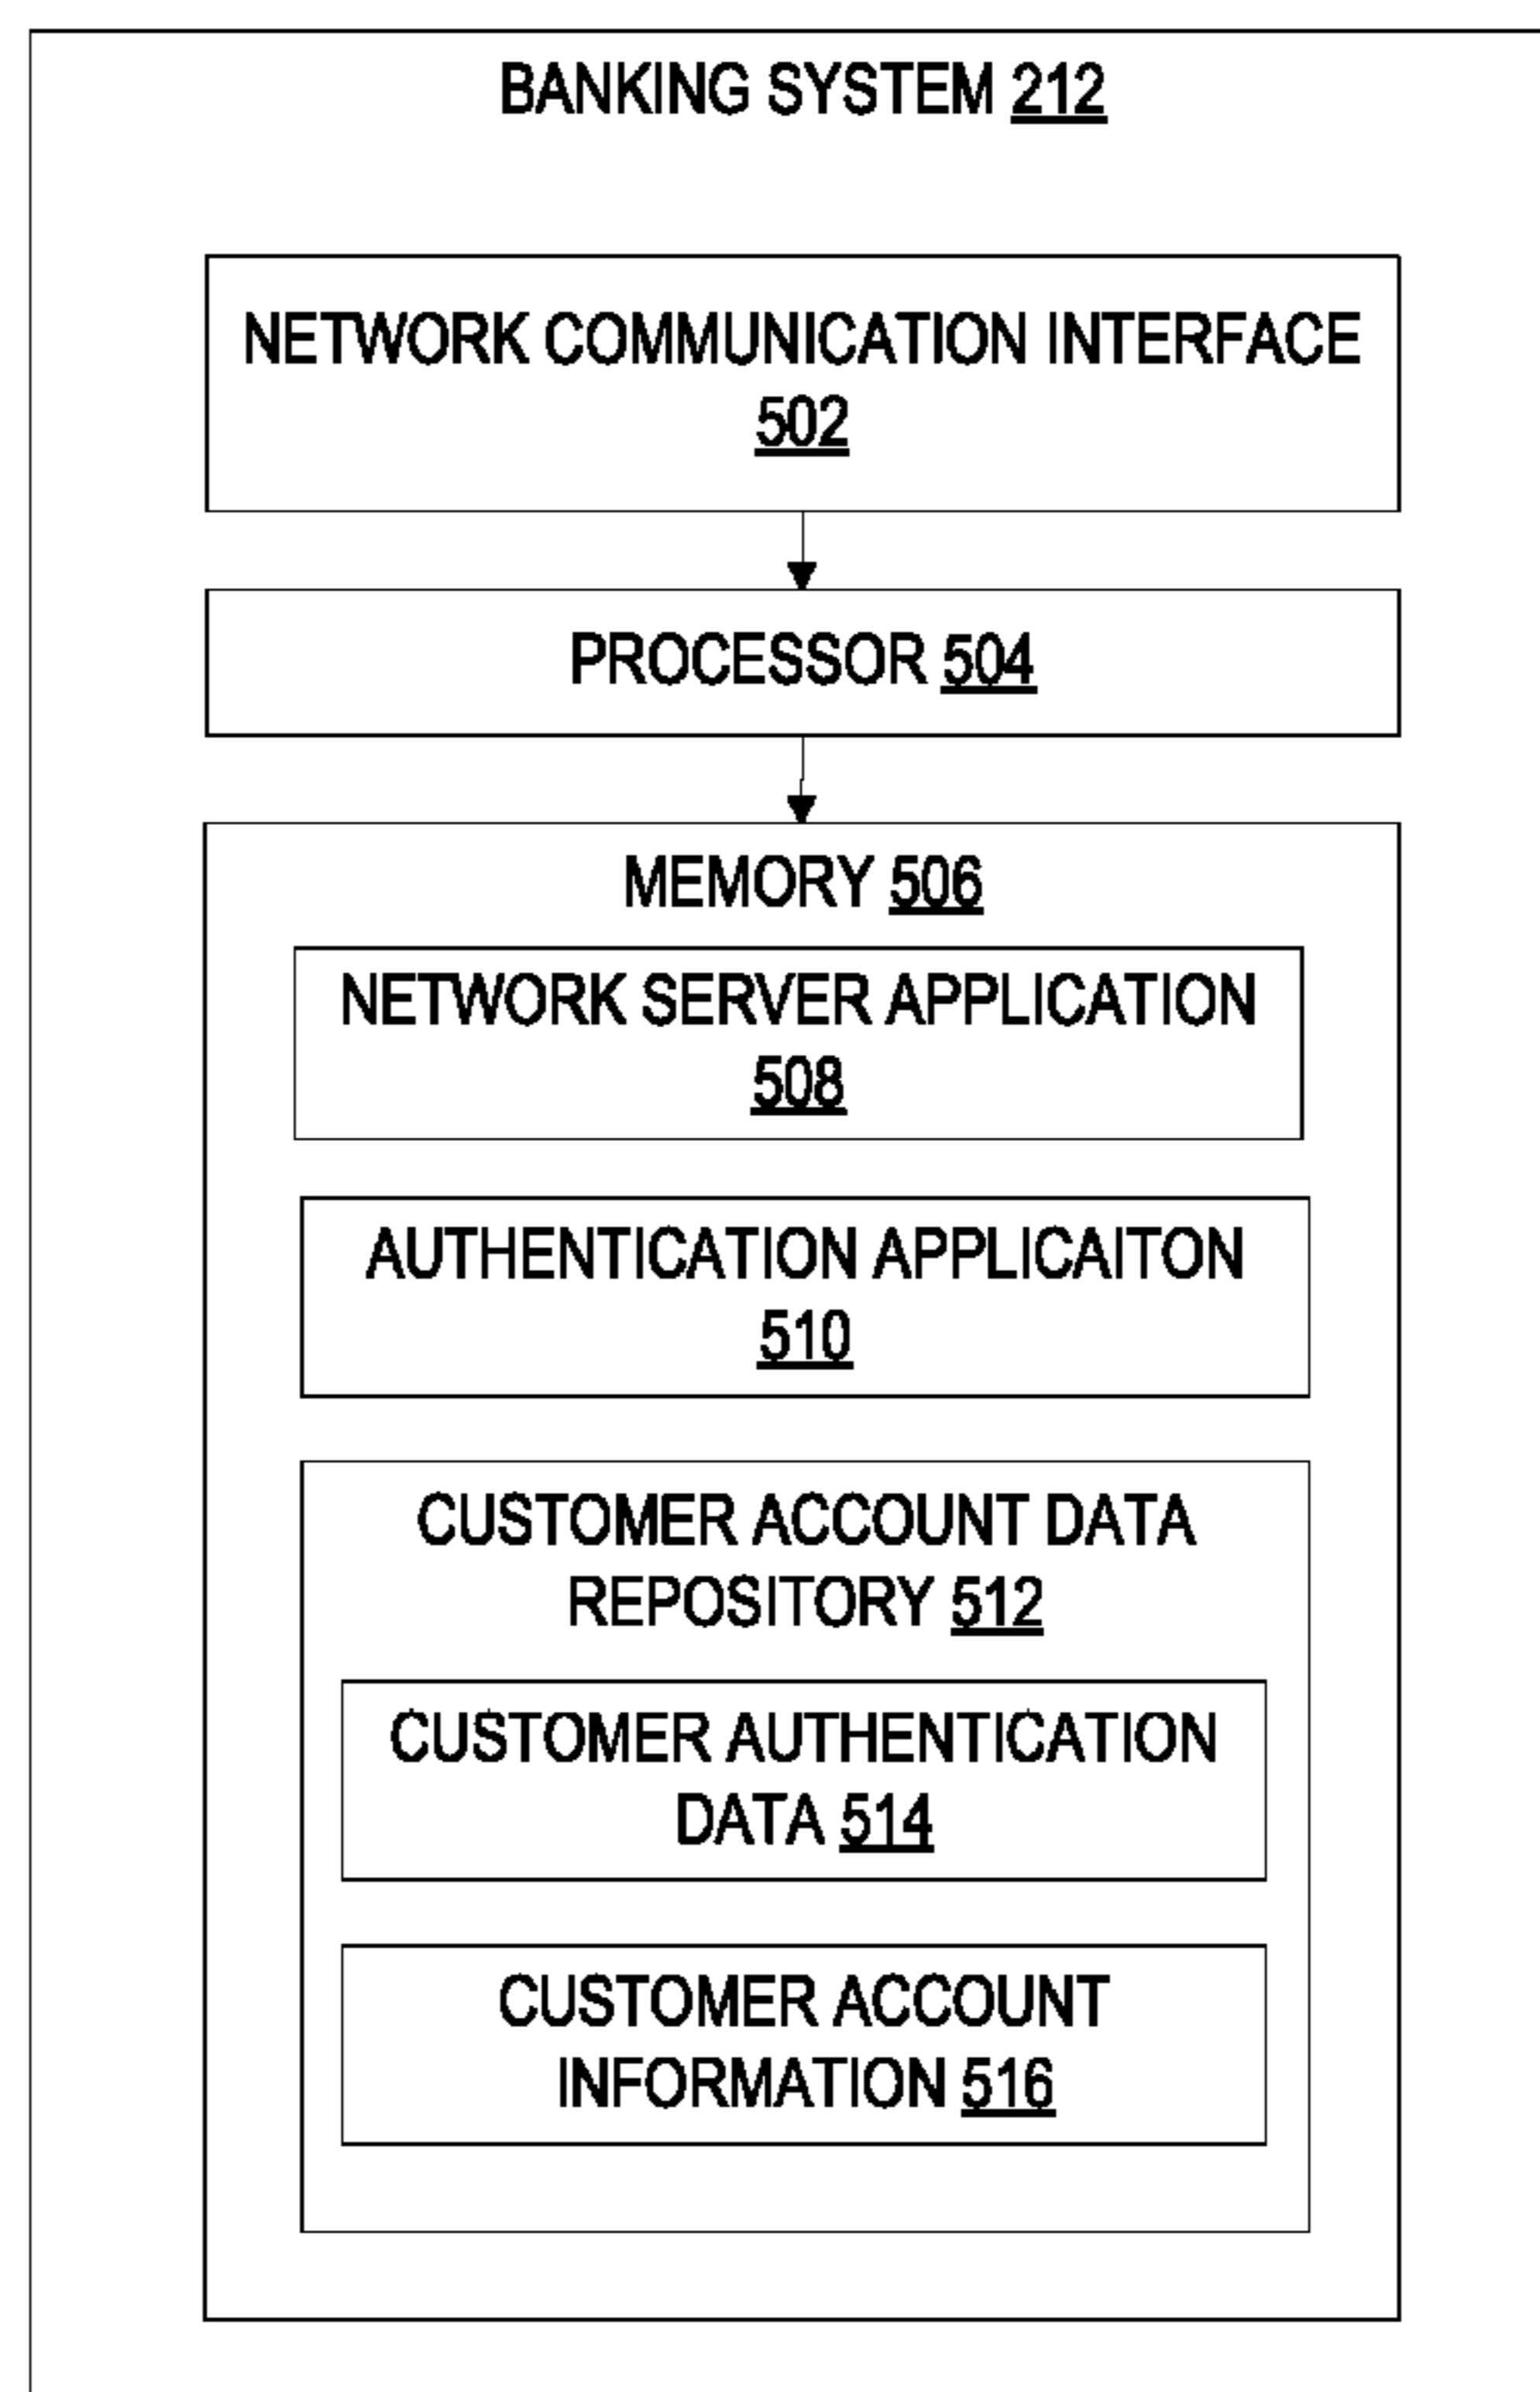 BANKING SYSTEM 212
NETWORK COMMUNICATION INTERFACE
502
PROCESSOR 504
MEMORY 506
NETWORK SERVER APPLICATION
508
AUTHENTICATION APPLICAITON
510
CUSTOMER ACCOUNT DATA
REPOSITORY 512
CUSTOMER AUTHENTICATION
DATA 514
CUSTOMER ACCOUNT
INFORMATION 516